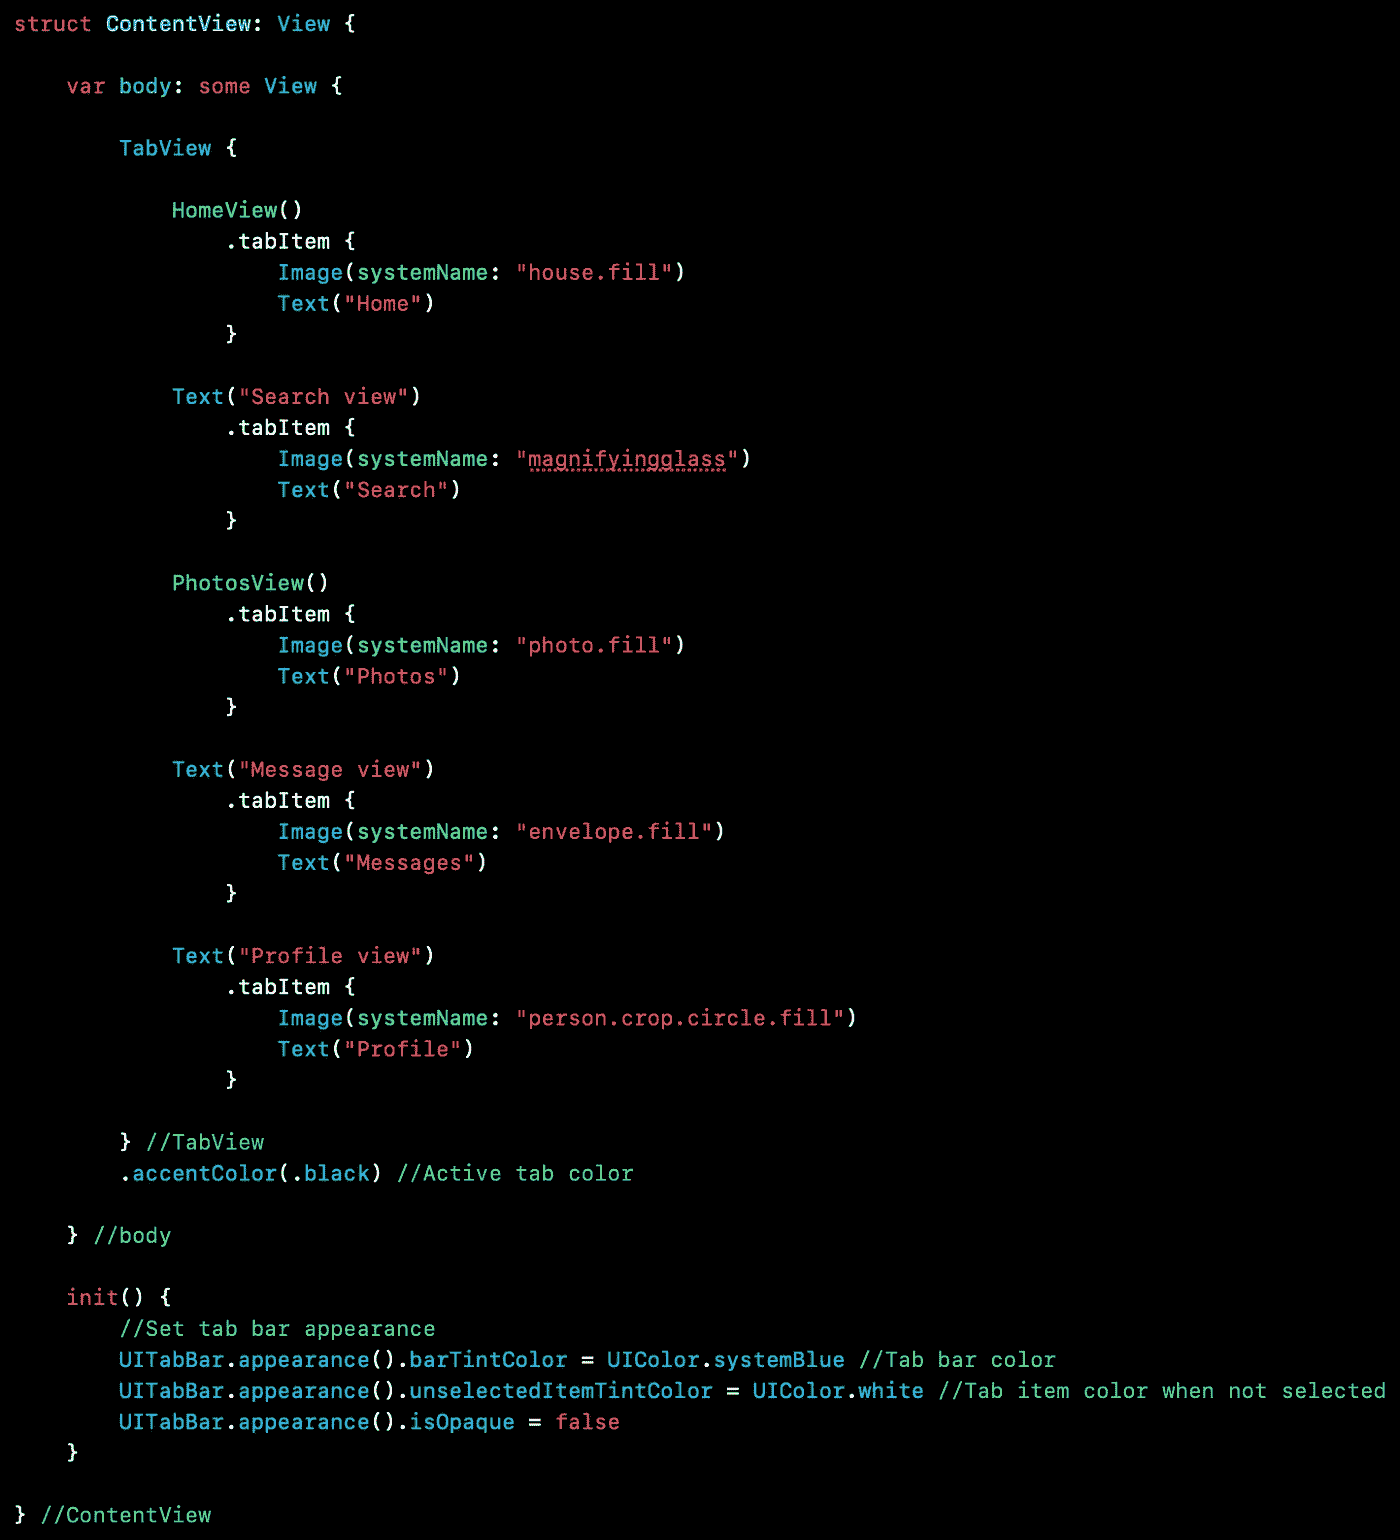 struct ContentView: View {
    var body: some View {
        TabView {
            HomeView()
                .tabItem {
                    Image(systemName: "house.fill")
                    Text("Home")
                }
            Text("Search view")
                .tabItem {
                    Image(systemName: "magnifyingglass")
                    Text("Search")
                }
            PhotosView()
                .tabItem {
                    Image(systemName: "photo.fill")
                    Text("Photos")
                }
            Text("Message view")
                .tabItem {
                    Image(systemName: "envelope.fill")
                    Text("Messages")
                }
            Text("Profile view")
                .tabItem {
                    Image(systemName: "person.crop.circle.fill")
                    Text("Profile")
                }
        } //TabView
        .accentColor(.black) //Active tab color
    } //body
    init() {
        //Set tab bar appearance
        UITabBar.appearance().barTintColor = UIColor.systemBlue //Tab bar color
        UITabBar.appearance().unselectedItemTintColor = UIColor.white //Tab item color when not selected
        UITabBar.appearance().isOpaque = false
    }
} //ContentView